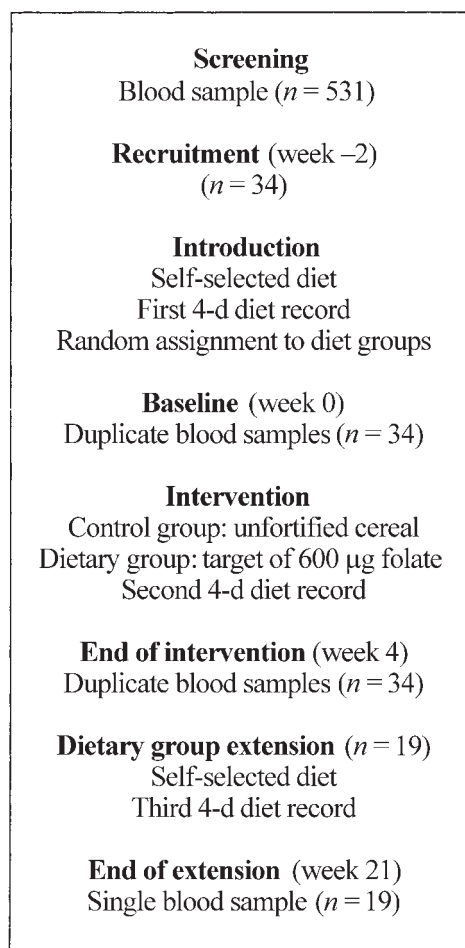 Screening
Blood sample (n = 531)
Recruitment (week –2)
(n = 34)
Introduction
Self-selected diet
First 4-d diet record
Random assignment to diet groups
Baseline (week 0)
Duplicate blood samples (n = 34)
Intervention
Control group: unfortified cereal
Dietary group: target of 600 μg folate
Second 4-d diet record
End of intervention (week 4)
Duplicate blood samples (n = 34)
Dietary group extension (n = 19)
Self-selected diet
Third 4-d diet record
End of extension (week 21)
Single blood sample (n = 19)